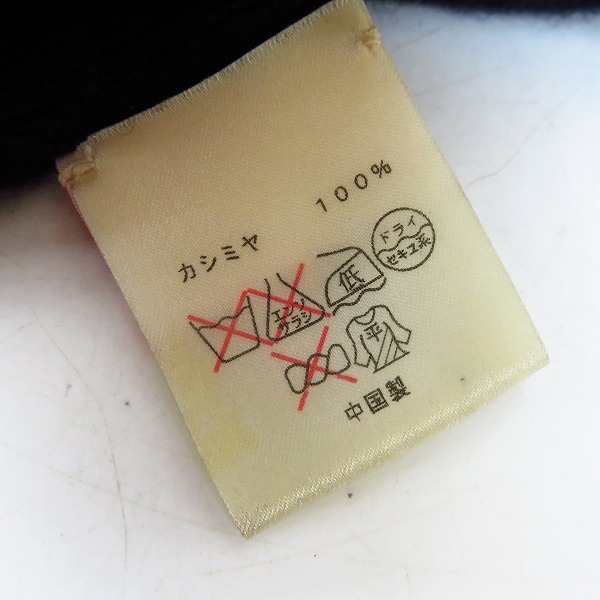 カシミヤ 100%
エンソ
サラシ
低
ドライ
セキユ系
平
中国製